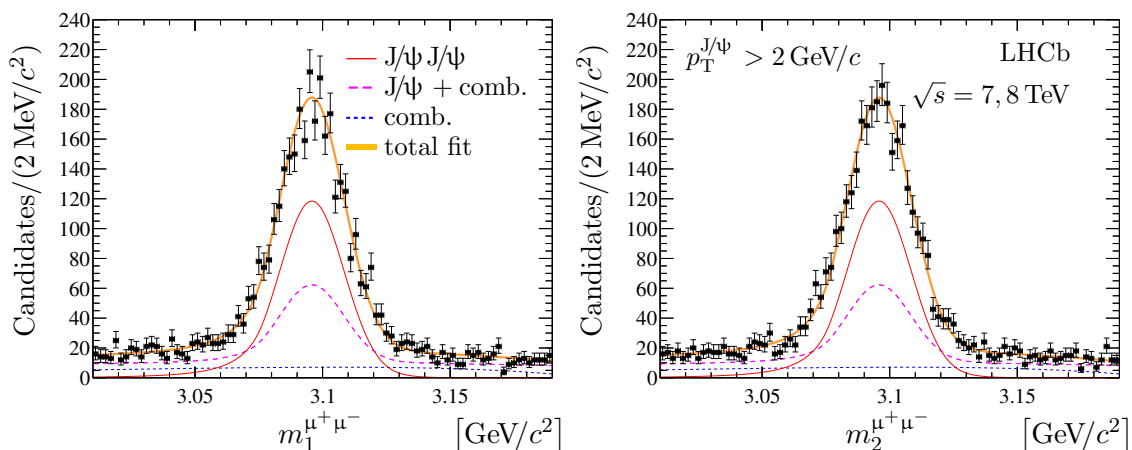 Candidates/(2 MeV/c²)
240
220
200
180
160
140
120
100
80
60
40
20
0
J/ψ J/ψ
J/ψ + comb.
comb.
total fit
3.05 3.1 3.15
m₁^μ⁺μ⁻ [GeV/c²]
Candidates/(2 MeV/c²)
240
220
200
180
160
140
120
100
80
60
40
20
0
p_T^J/ψ > 2 GeV/c LHCb
√s = 7, 8 TeV
3.05 3.1 3.15
m₂^μ⁺μ⁻ [GeV/c²]